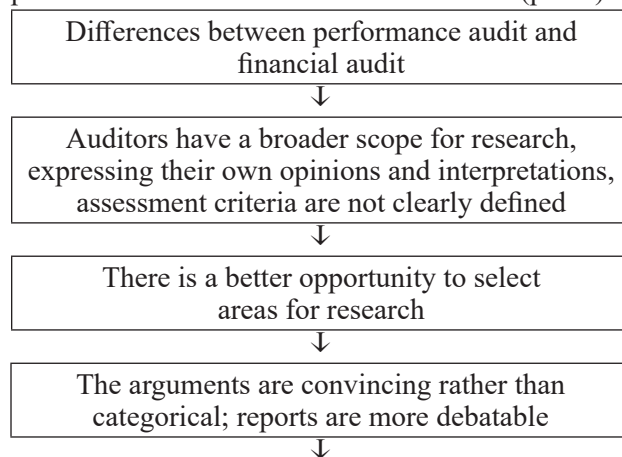 Differences between performance audit and
financial audit
Auditors have a broader scope for research,
expressing their own opinions and interpretations,
assessment criteria are not clearly defined
There is a better opportunity to select
areas for research
The arguments are convincing rather than
categorical; reports are more debatable